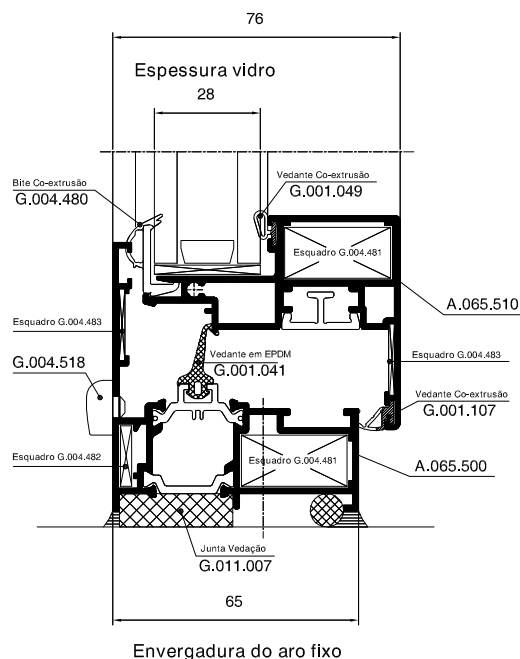 76
Espessura vidro
28
Bite Co-extrusão
G.004.480
Vedante Co-extrusão
G.001.049
Esquadro G.004.481
A.065.510
Esquadro G.004.483
G.004.518
Vedante em EPDM
G.001.041
Esquadro G.004.483
Vedante Co-extrusão
G.001.107
Esquadro G.004.482
Esquadro G.004.481
A.065.500
Junta Vedação
G.011.007
65
Envergadura do aro fixo